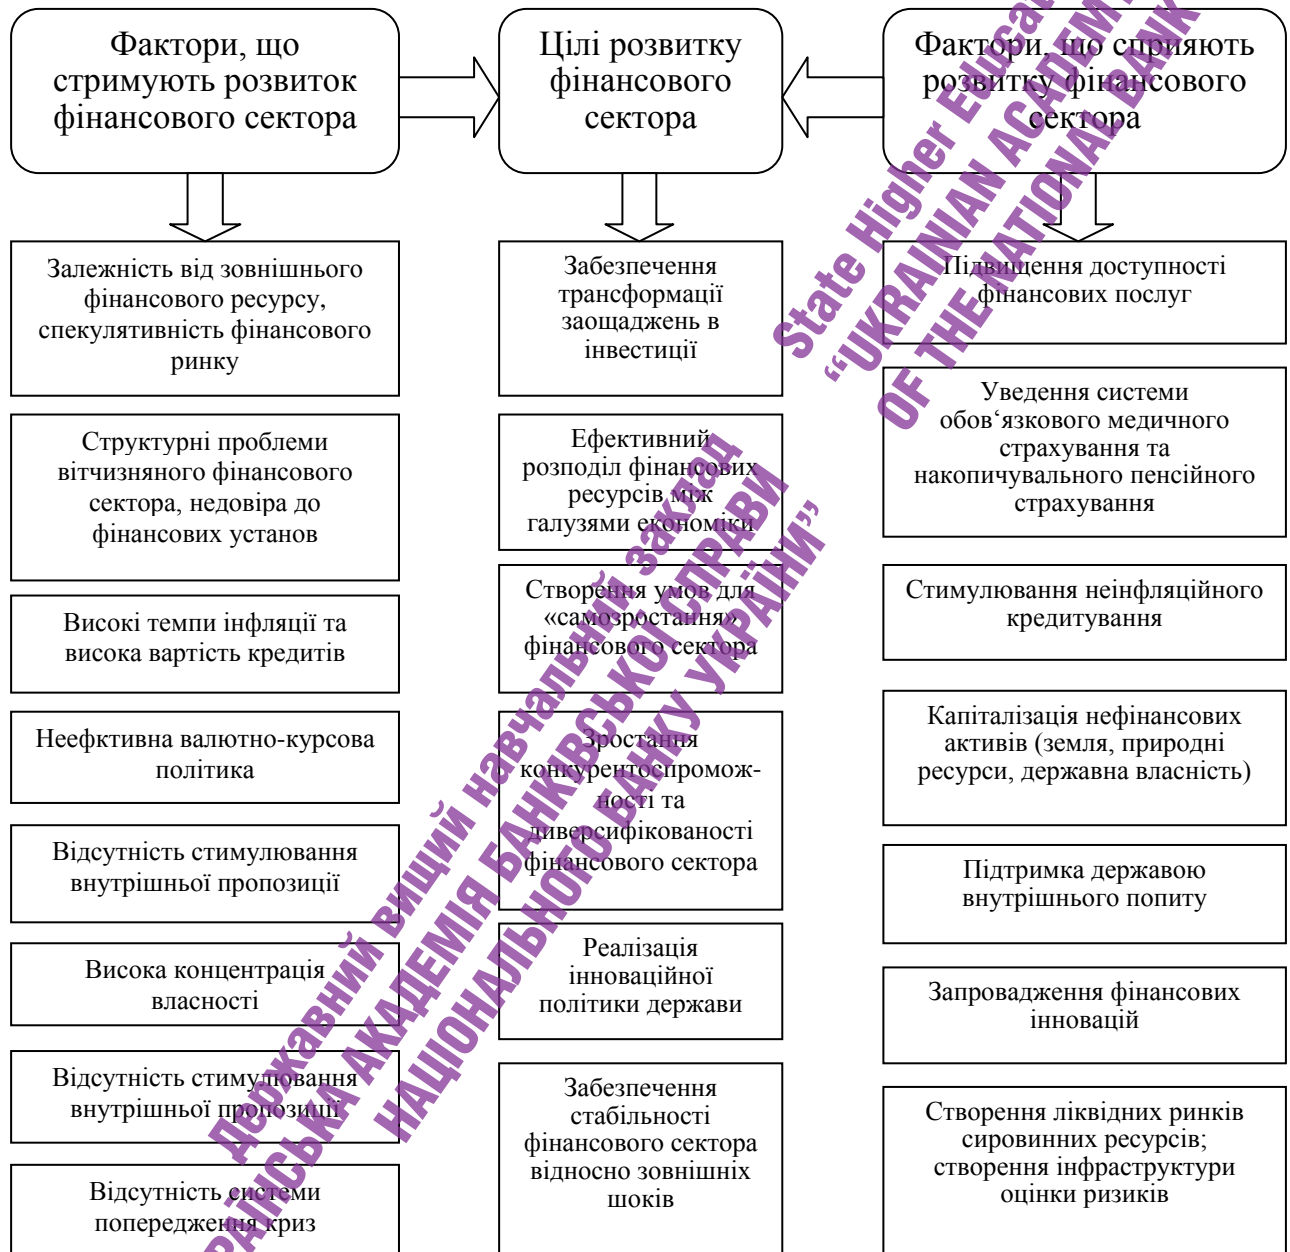 Фактори, що
стримують розвиток
фінансового сектора
Цілі розвитку
фінансового
сектора
Фактори, що сприяють
розвитку фінансового
сектора
Залежність від зовнішнього
фінансового ресурсу,
спекулятивність фінансового
ринку
Структурні проблеми
вітчизняного фінансового
сектора, недовіра до
фінансових установ
Високі темпи інфляції та
висока вартість кредитів
Неефктивна валютно-курсова
політика
Відсутність стимулювання
внутрішньої пропозиції
Висока концентрація
власності
Відсутність стимулювання
внутрішньої пропозиції
Відсутність системи
попередження криз
Забезпечення
трансформації
заощаджень в
інвестиції
Ефективний
розподіл фінансових
ресурсів між
галузями економіки
Створення умов для
«самозростання»
фінансового сектора
Зростання
конкурентоспромож-
ності та
диверсифікованості
фінансового сектора
Реалізація
інноваційної
політики держави
Забезпечення
стабільності
фінансового сектора
відносно зовнішніх
шоків
Підвищення доступності
фінансових послуг
Уведення системи
обов‘язкового медичного
страхування та
накопичувального пенсійного
страхування
Стимулювання неінфляційного
кредитування
Капіталізація нефінансових
активів (земля, природні
ресурси, державна власність)
Підтримка державою
внутрішнього попиту
Запровадження фінансових
інновацій
Створення ліквідних ринків
сировинних ресурсів;
створення інфраструктури
оцінки ризиків
Державний вищий навчальний заклад
АКАДЕМІЯ БАНКІВСЬКОЇ СПРАВИ
НАЦІОНАЛЬНОГО БАНКУ УКРАЇНИ”
State Higher
“UKRAINIAN
OF THE NATIONAL BANK